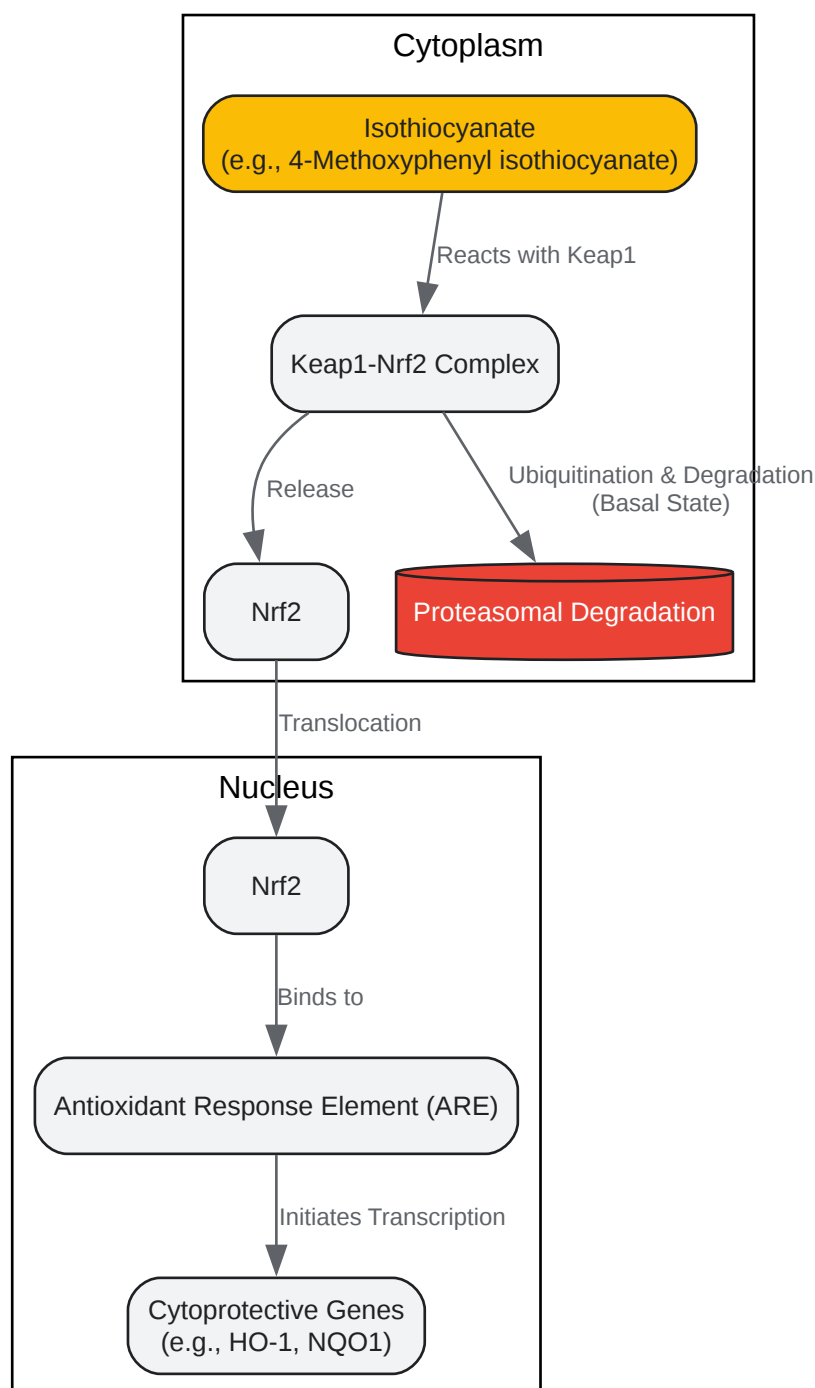 Cytoplasm
Isothiocyanate
(e.g., 4-Methoxyphenyl isothiocyanate)
Reacts with Keap1
Keap1-Nrf2 Complex
Release
Ubiquitination & Degradation
(Basal State)
Nrf2
Proteasomal Degradation
Translocation
Nucleus
Nrf2
Binds to
Antioxidant Response Element (ARE)
Initiates Transcription
Cytoprotective Genes
(e.g., HO-1, NQO1)